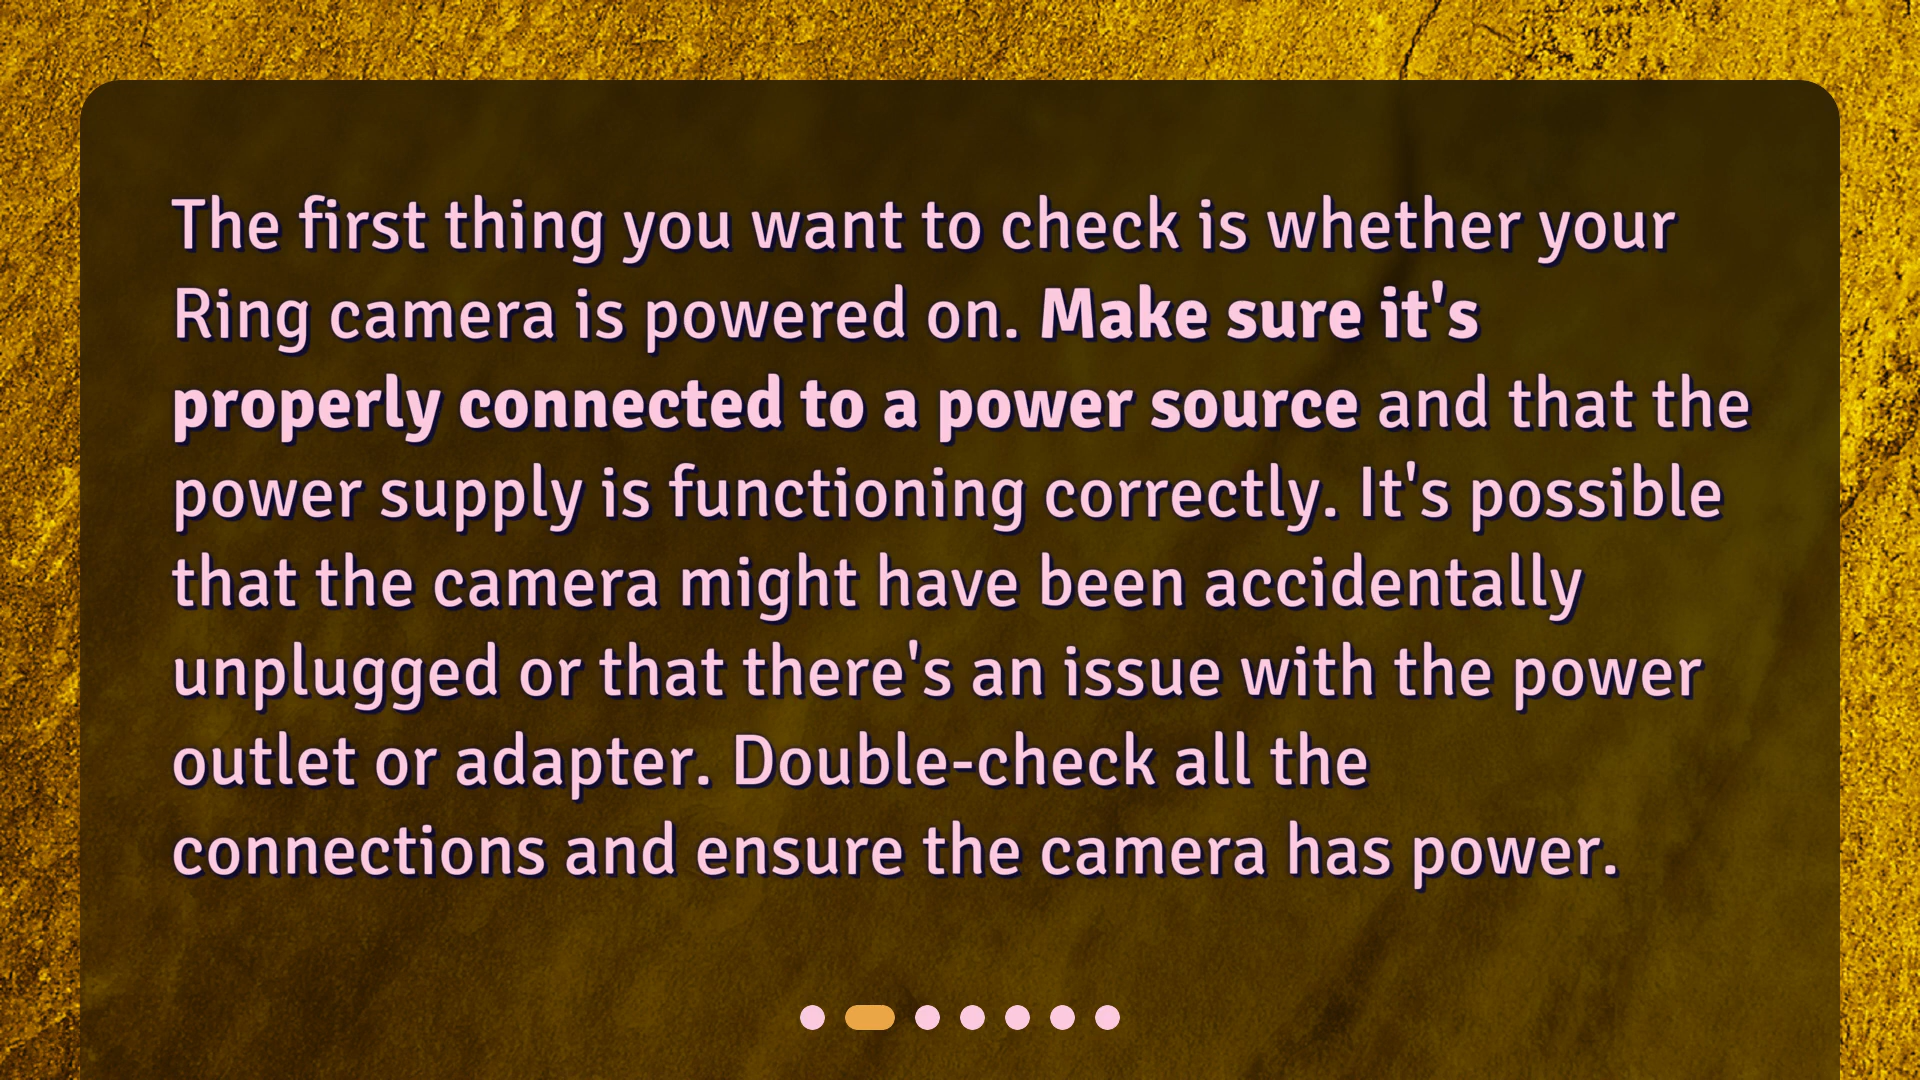 The first thing you want to check is whether your
Ring camera is powered on. Make sure it's
properly connected to a power source and that the
power supply is functioning correctly. It's possible
that the camera might have been accidentally
unplugged or that there's an issue with the power
outlet or adapter. Double-check all the
connections and ensure the camera has power.